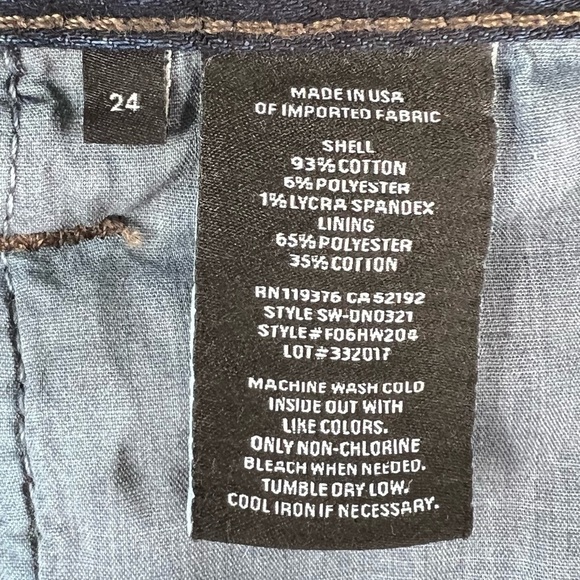 24
MADE IN USA
OF IMPORTED FABRIC
SHELL
93% COTTON
6% POLYESTER
1% LYCRA SPANDEX
LINING
65% POLYESTER
35% COTTON
RN119376 CA52192
STYLE SW-DN0321
STYLE#F06HW204
LOT#332017
MACHINE WASH COLD
INSIDE OUT WITH
LIKE COLORS.
ONLY NON-CHLORINE
BLEACH WHEN NEEDED.
TUMBLE DRY LOW.
COOL IRON IF NECESSARY.